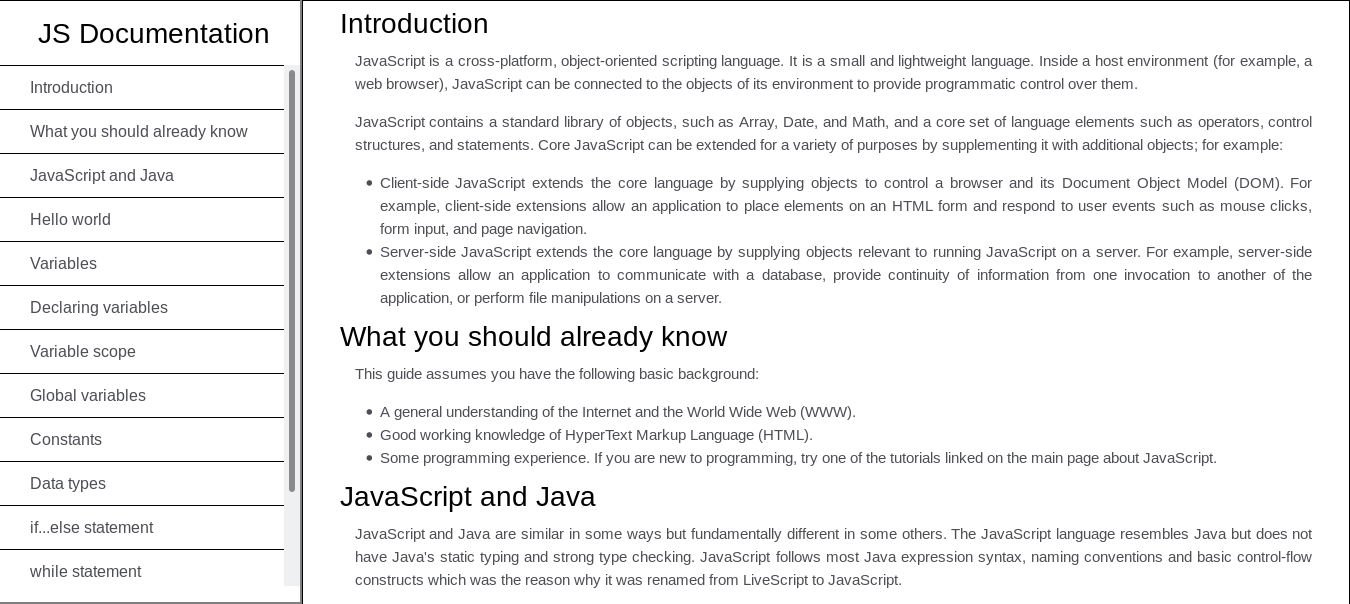 JS Documentation
Introduction
What you should already know
JavaScript and Java
Hello world
Variables
Declaring variables
Variable scope
Global variables
Constants
Data types
if...else statement
while statement
Introduction
JavaScript is a cross-platform, object-oriented scripting language. It is a small and lightweight language. Inside a host environment (for example, a
web browser), JavaScript can be connected to the objects of its environment to provide programmatic control over them.
JavaScript contains a standard library of objects, such as Array, Date, and Math, and a core set of language elements such as operators, control
structures, and statements. Core JavaScript can be extended for a variety of purposes by supplementing it with additional objects; for example:
• Client-side JavaScript extends the core language by supplying objects to control a browser and its Document Object Model (DOM). For
example, client-side extensions allow an application to place elements on an HTML form and respond to user events such as mouse clicks,
form input, and page navigation.
• Server-side JavaScript extends the core language by supplying objects relevant to running JavaScript on a server. For example, server-side
extensions allow an application to communicate with a database, provide continuity of information from one invocation to another of the
application, or perform file manipulations on a server.
What you should already know
This guide assumes you have the following basic background:
• A general understanding of the Internet and the World Wide Web (WWW).
• Good working knowledge of HyperText Markup Language (HTML).
• Some programming experience. If you are new to programming, try one of the tutorials linked on the main page about JavaScript.
JavaScript and Java
JavaScript and Java are similar in some ways but fundamentally different in some others. The JavaScript language resembles Java but does not
have Java's static typing and strong type checking. JavaScript follows most Java expression syntax, naming conventions and basic control-flow
constructs which was the reason why it was renamed from LiveScript to JavaScript.